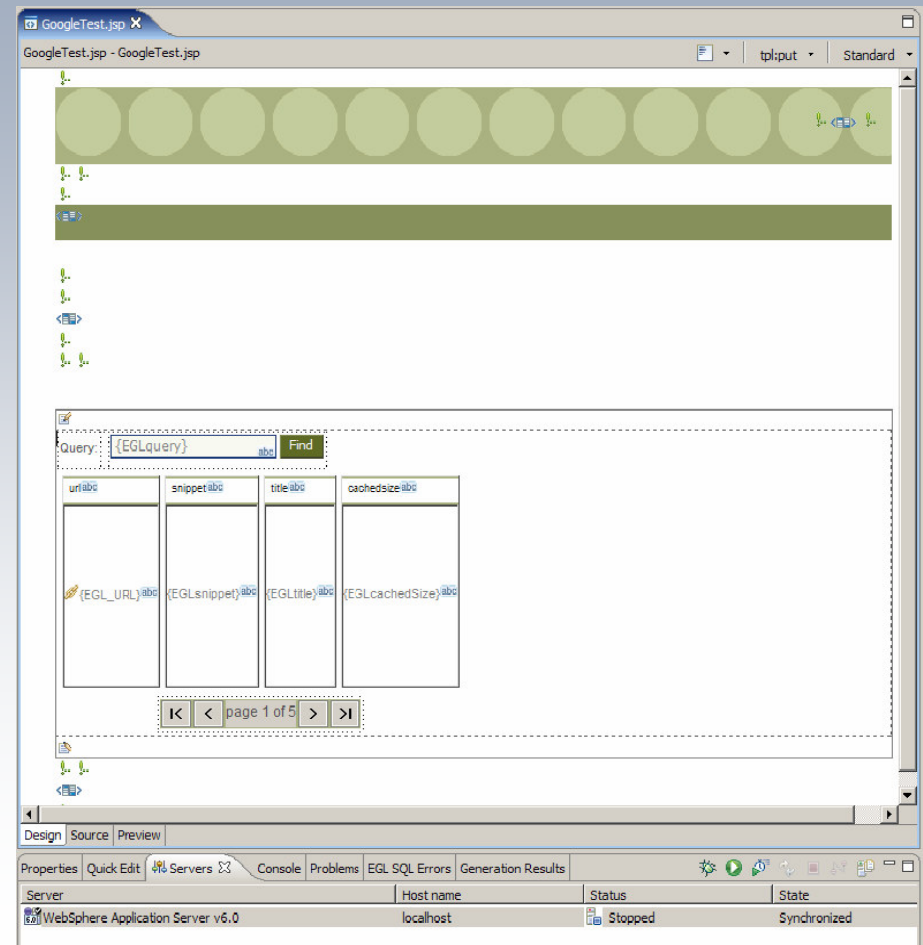 GoogleTest.jsp
GoogleTest.jsp - GoogleTest.jsp tpl:put Standard
Query: {EGLquery} abc Find
url abc snippet abc title abc cachedsize abc
{EGL_URL} abc {EGLsnippet} abc {EGLtitle} abc {EGLcachedSize} abc
page 1 of 5
Design Source Preview
Properties Quick Edit Servers Console Problems EGL SQL Errors Generation Results
Server Host name Status State
6.0 WebSphere Application Server v6.0 localhost Stopped Synchronized